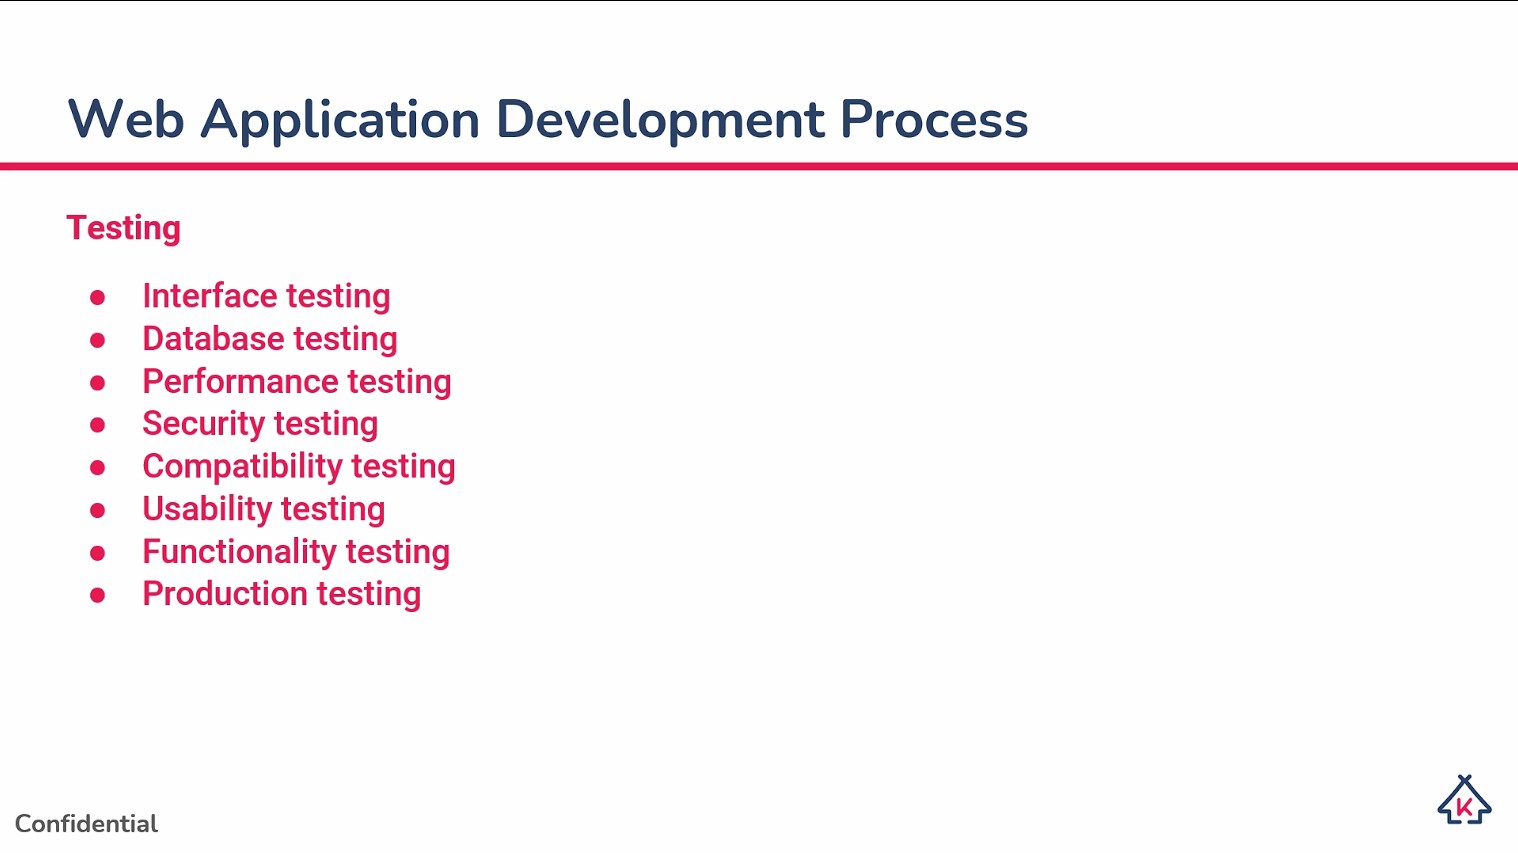 Web Application Development Process
Testing
● Interface testing
● Database testing
● Performance testing
● Security testing
● Compatibility testing
● Usability testing
● Functionality testing
● Production testing
K
Confidential